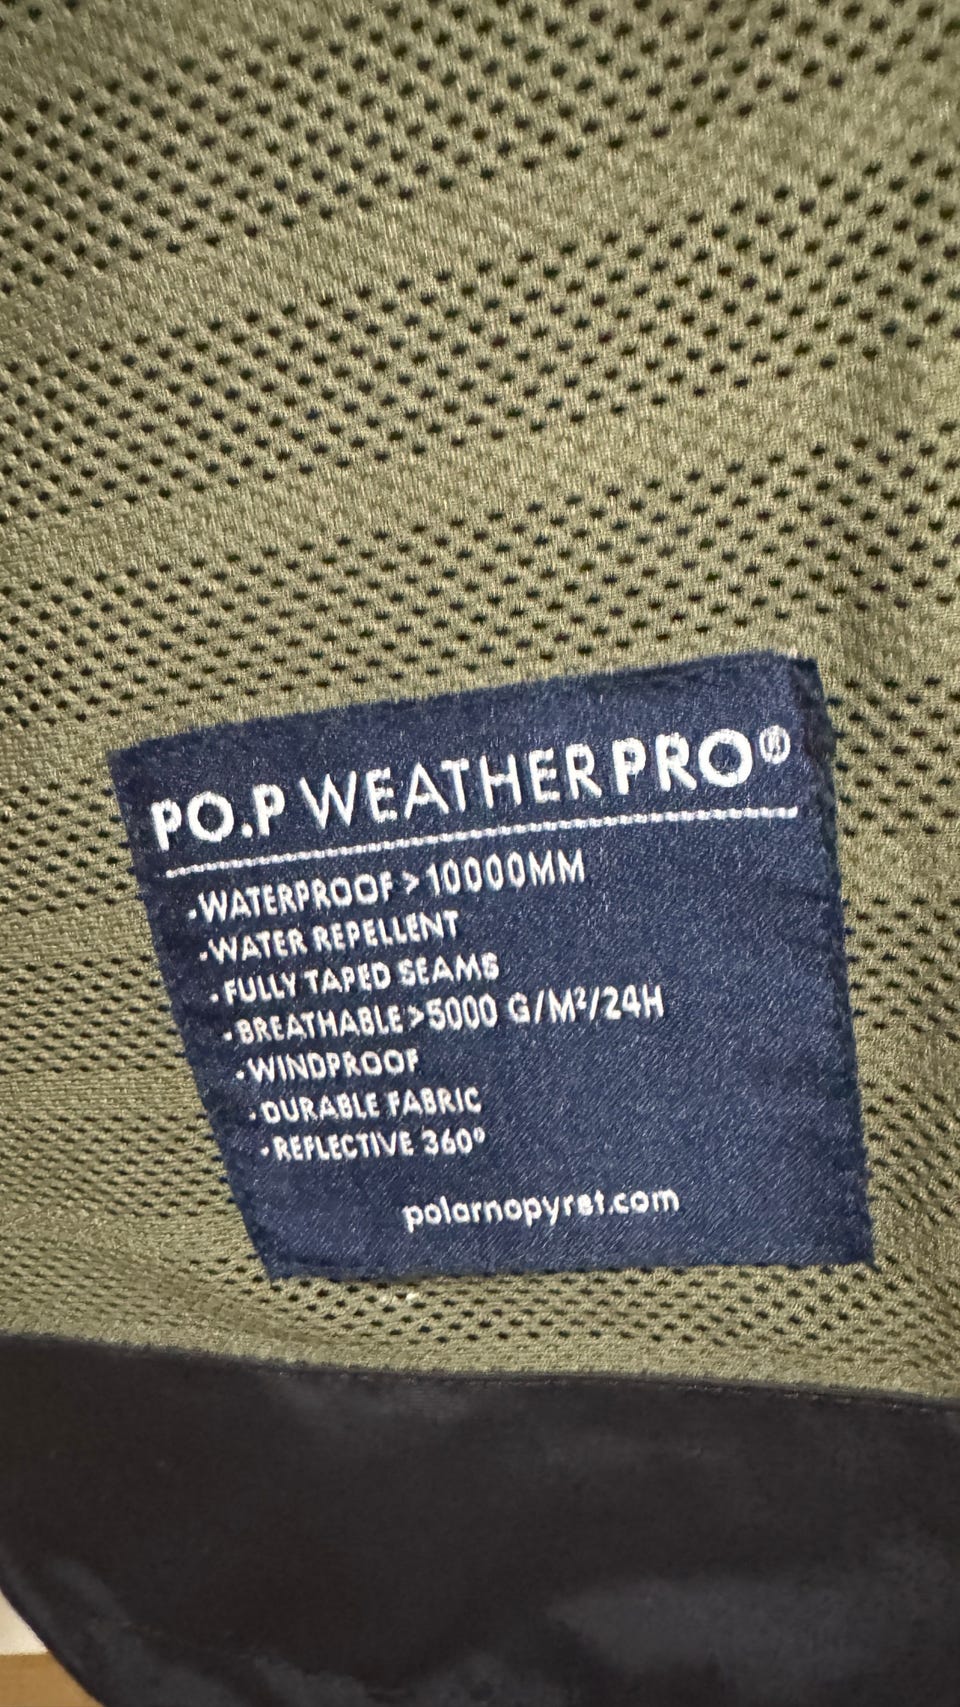 PO.P WEATHERPRO®
-WATERPROOF > 10000MM
-WATER REPELLENT
-FULLY TAPED SEAMS
-BREATHABLE>5000 G/M²/24H
-WINDPROOF
-DURABLE FABRIC
-REFLECTIVE 360°
polarnopyret.com